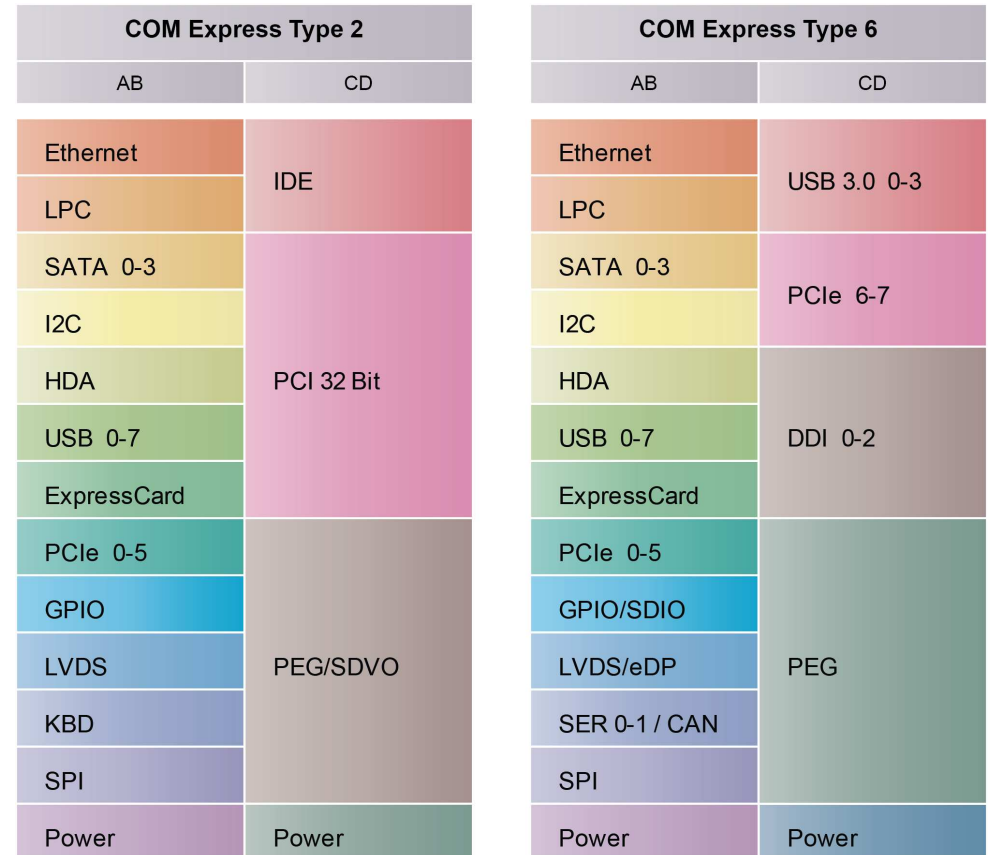 COM Express Type 2
AB
CD
Ethernet
LPC
SATA 0-3
I2C
HDA
USB 0-7
ExpressCard
PCIe 0-5
GPIO
LVDS
KBD
SPI
Power
IDE
PCI 32 Bit
PEG/SDVO
Power
COM Express Type 6
AB
CD
Ethernet
LPC
SATA 0-3
I2C
HDA
USB 0-7
ExpressCard
PCIe 0-5
GPIO/SDIO
LVDS/eDP
SER 0-1 / CAN
SPI
Power
USB 3.0 0-3
PCIe 6-7
DDI 0-2
PEG
Power